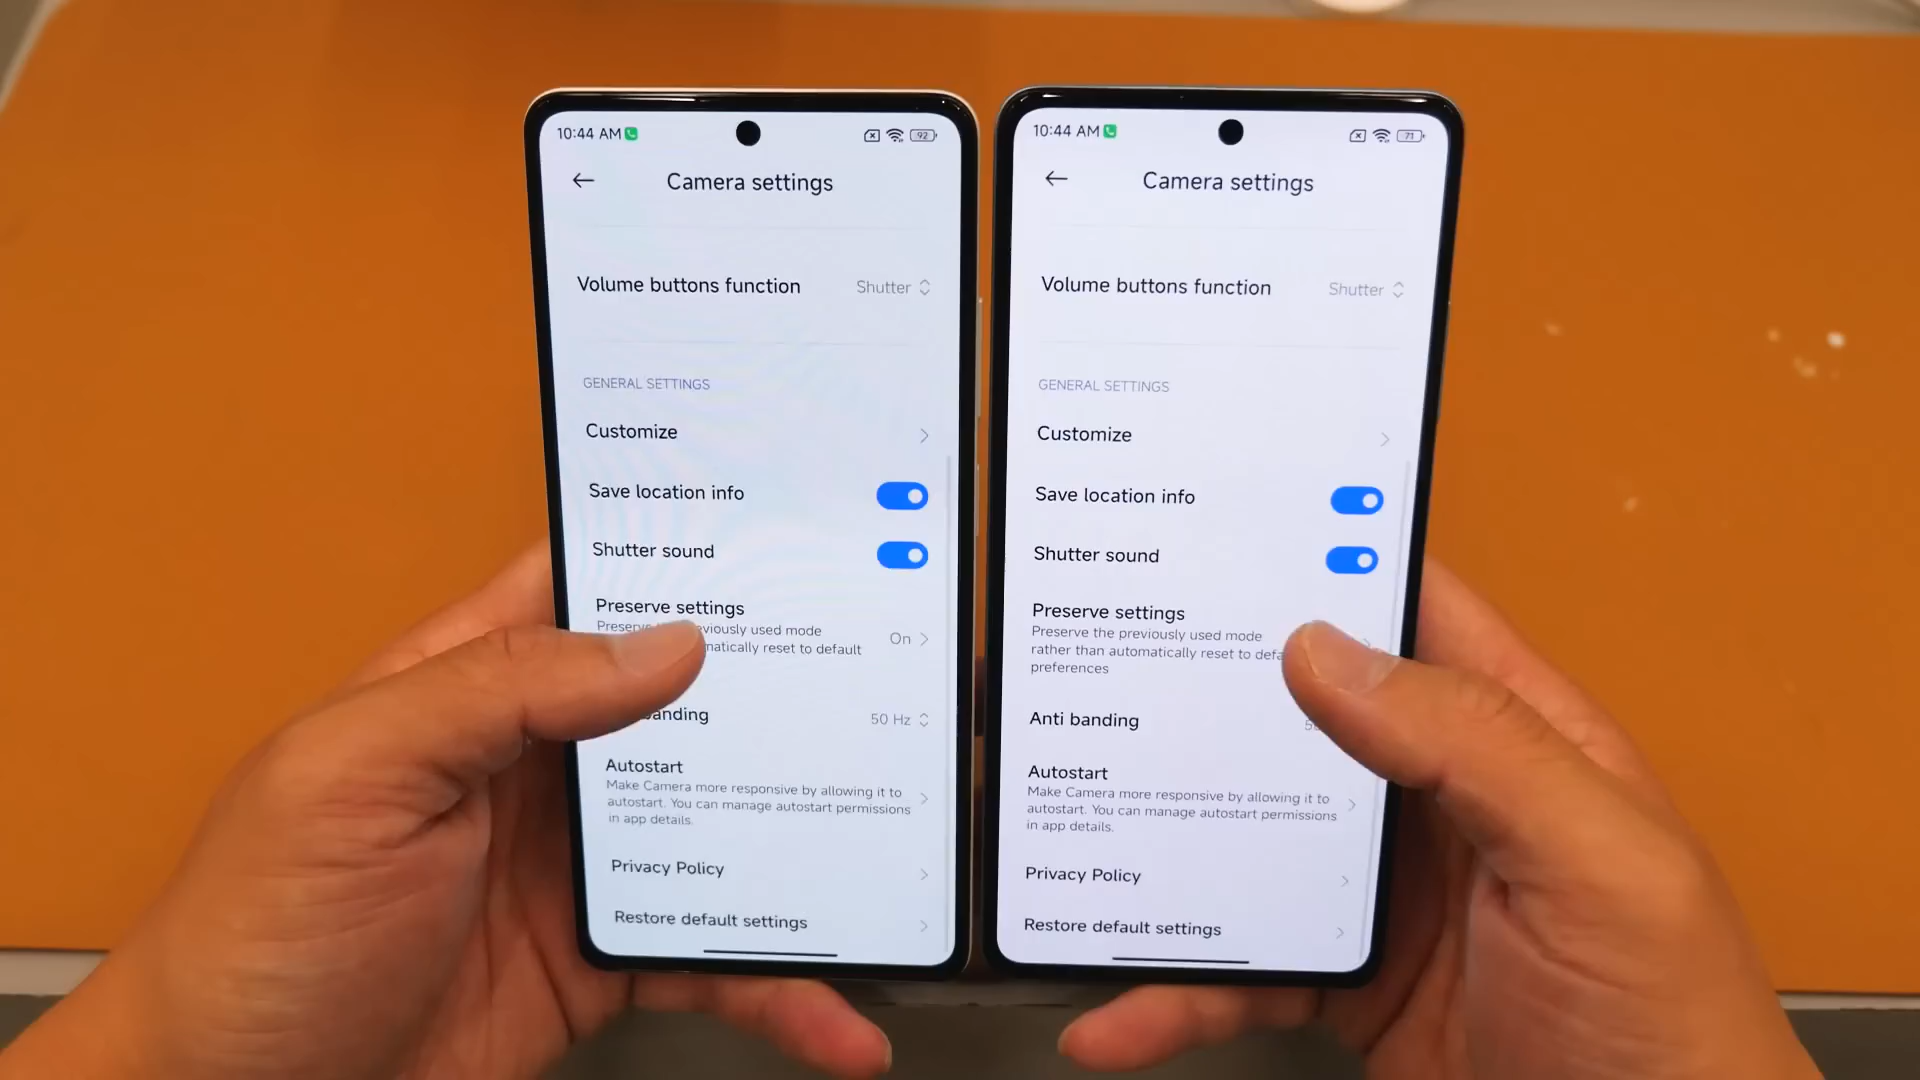 10:44 AM
92
Camera settings
Volume buttons function
Shutter
GENERAL SETTINGS
Customize
Save location info
Shutter sound
Preserve settings
previously used mode
reset to default
On
50 Hz
Autostart
Make Camera more responsive by allowing it to
autostart. You can manage autostart permissions
in app details.
Privacy Policy
Restore default settings
10:44 AM
71
Camera settings
Volume buttons function
Shutter
GENERAL SETTINGS
Customize
Save location info
Shutter sound
Preserve settings
Preserve the previously used mode
rather than automatically reset to
preferences
Anti banding
Autostart
Make Camera more responsive by allowing it to
autostart. You can manage autostart permissions
in app details.
Privacy Policy
Restore default settings